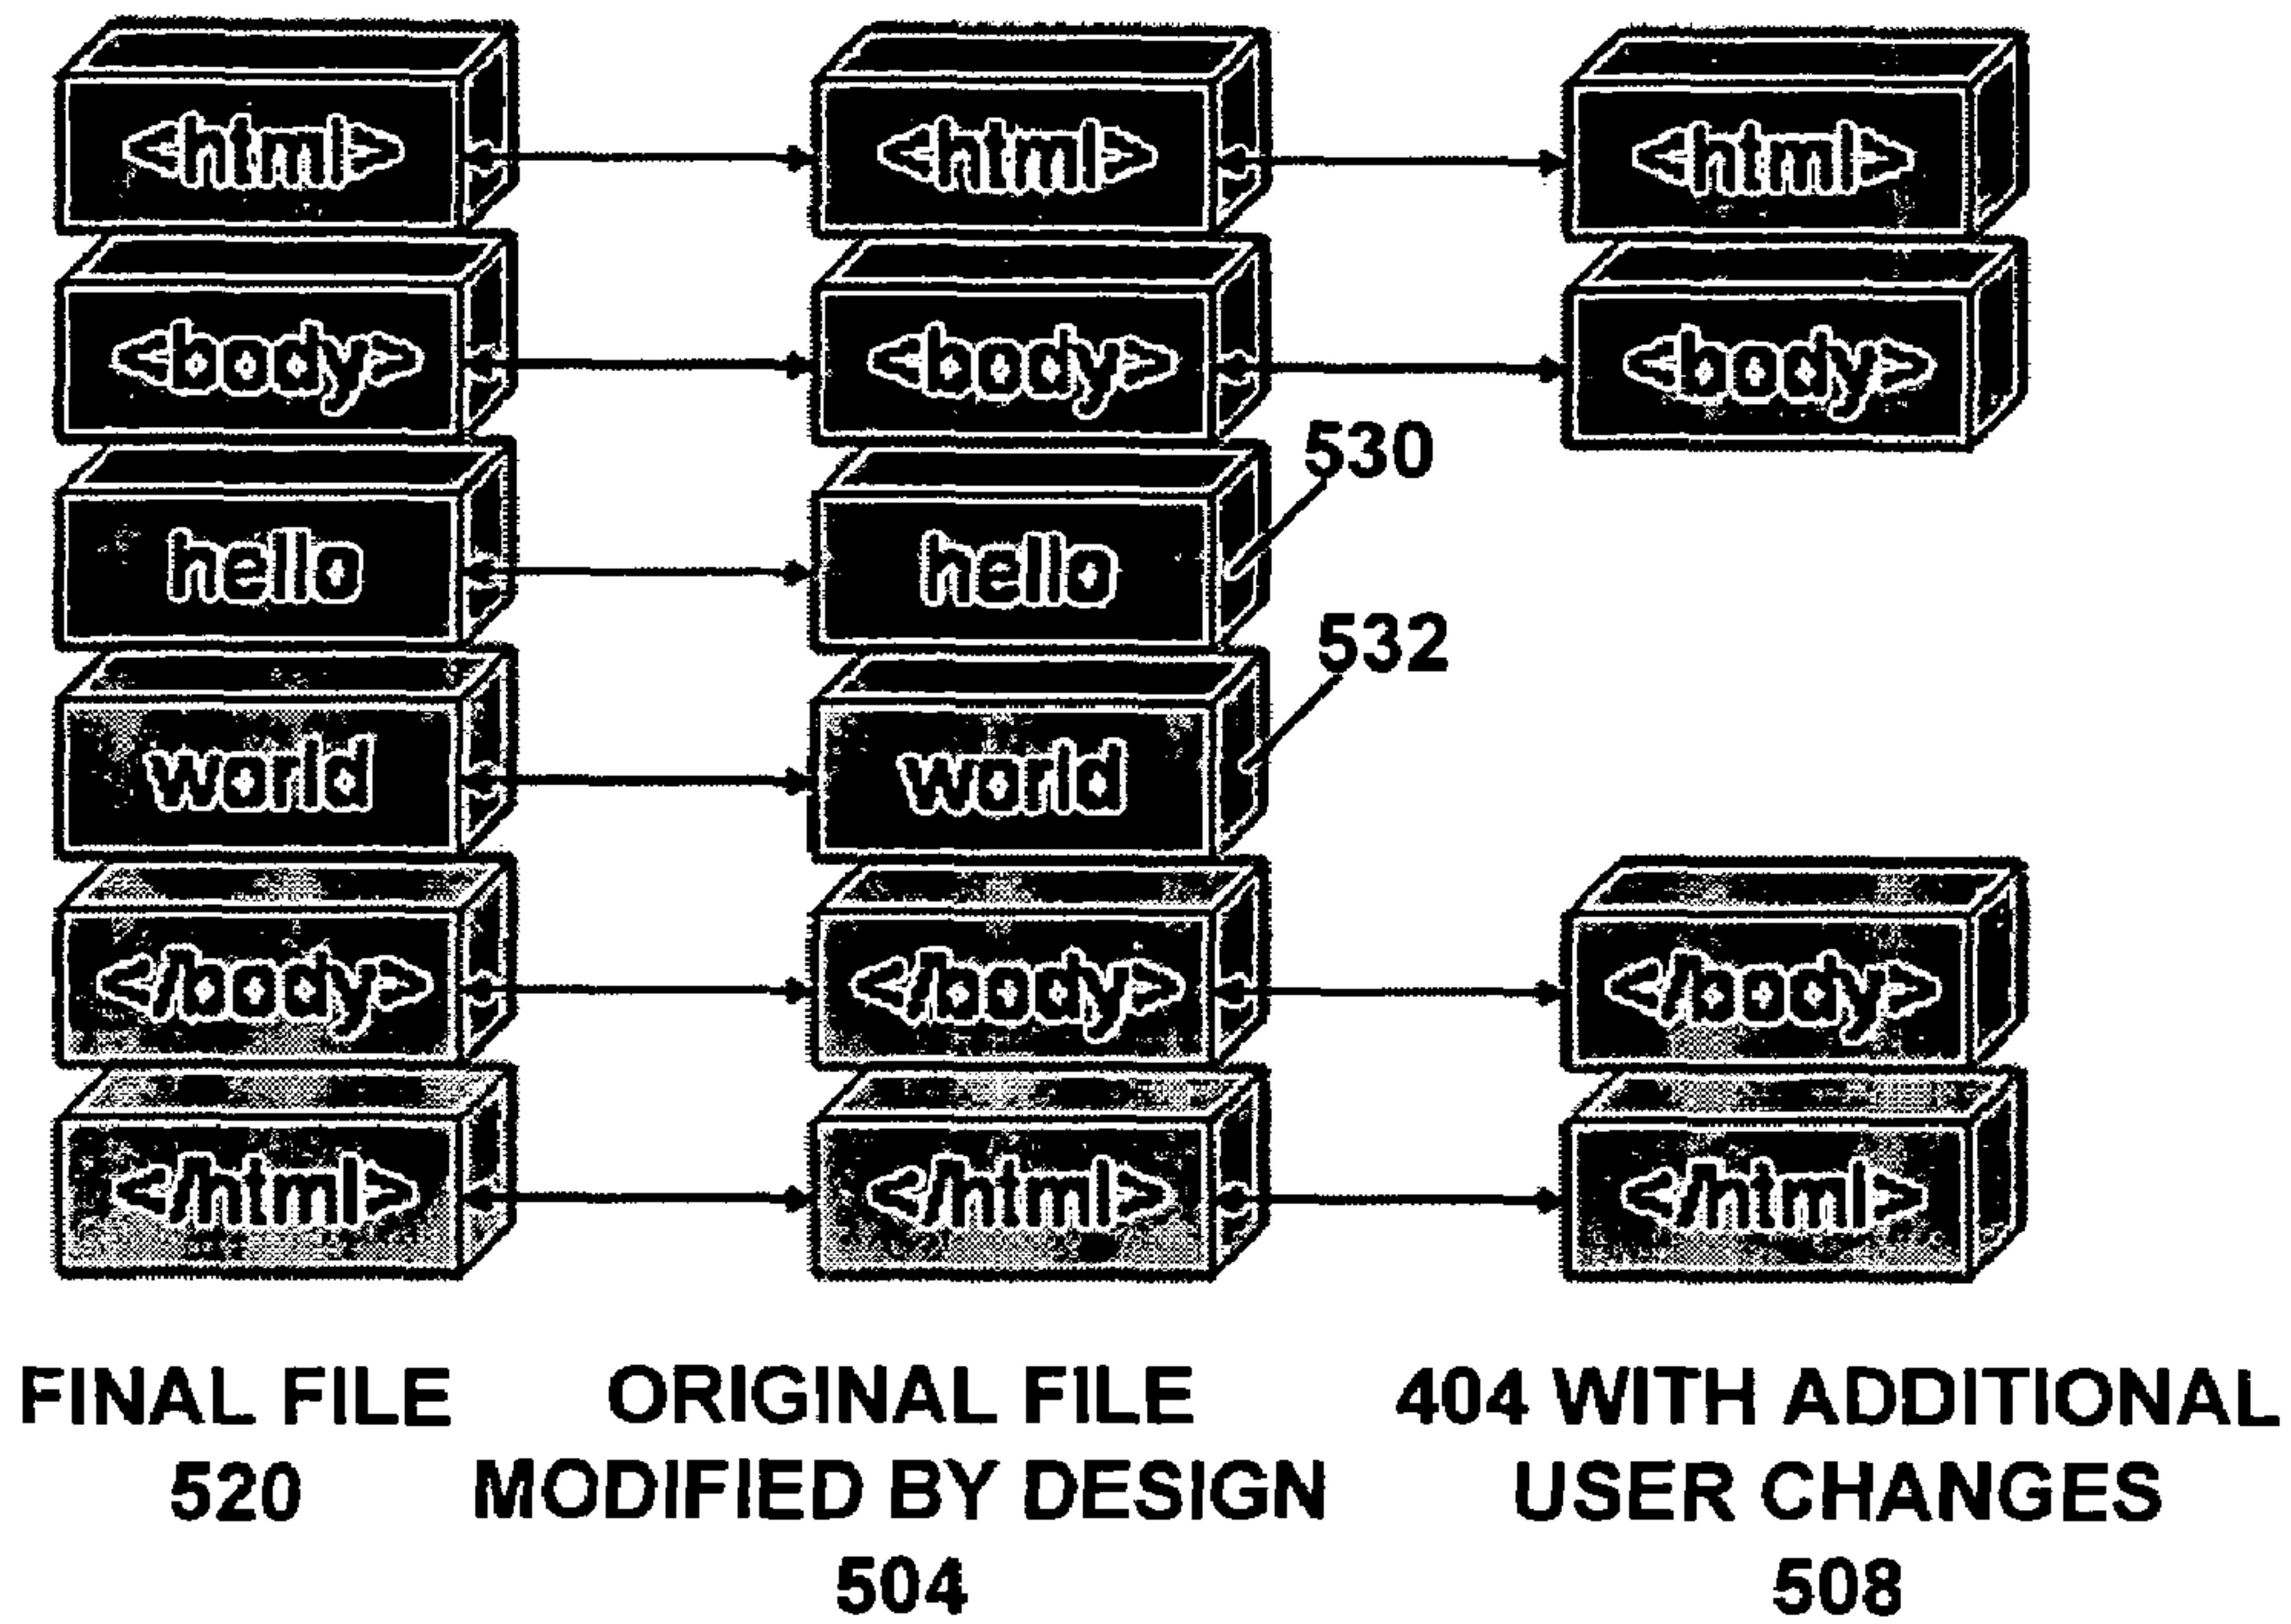 <html> <html> <html>
<body> <body> <body>
530
hello hello
532
world world
</body> </body> </body>
</html> </html> </html>
FINAL FILE ORIGINAL FILE 404 WITH ADDITIONAL
520 MODIFIED BY DESIGN USER CHANGES
504 508